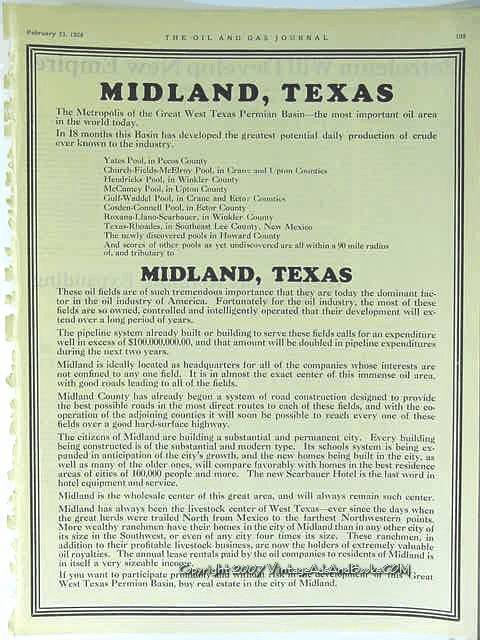 February 23, 1928
THE OIL AND GAS JOURNAL
MIDLAND, TEXAS
The Metropolis of the Great West Texas Permian Basin—the most important oil area
in the world today.
In 18 months this Basin has developed the greatest potential daily production of crude
ever known to the industry.
Yates Pool, in Pecos County
Church-Fields-McElroy Pool, in Crane and Upton Counties
Hendricks Pool, in Winkler County
McCamey Pool, in Upton County
Gulf-Waddel Pool, in Crane and Ector Counties
Cosden-Connell Pool, in Ector County
Roxana-Llano-Scarbauer, in Winkler County
Texas-Rhoades, in Southeast Lee County, New Mexico
The newly discovered pools in Howard County
And scores of other pools as yet undiscovered are all within a 90 mile radius
of, and tributary to
MIDLAND, TEXAS
These oil fields are of such tremendous importance that they are today the dominant fac-
tor in the oil industry of America. Fortunately for the oil industry, the most of these
fields are so owned, controlled and intelligently operated that their development will ex-
tend over a long period of years.
The pipeline system already built or building to serve these fields calls for an expenditure
well in excess of $100,000,000.00, and that amount will be doubled in pipeline expenditures
during the next two years.
Midland is ideally located as headquarters for all of the companies whose interests are
not confined to any one field. It is in almost the exact center of this immense oil area,
with good roads leading to all of the fields.
Midland County has already begun a system of road construction designed to provide
the best possible roads in the most direct routes to each of these fields, and with the co-
operation of the adjoining counties it will soon be possible to reach every one of these
fields over a good hard-surface highway.
The citizens of Midland are building a substantial and permanent city. Every building
being constructed is of the substantial and modern type. Its schools system is being ex-
panded in anticipation of the city's growth, and the new homes being built in the city, as
well as many of the older ones, will compare favorably with homes in the best residence
areas of cities of 100,000 people and more. The new Scarbauer Hotel is the last word in
hotel equipment and service.
Midland is the wholesale center of this great area, and will always remain such center.
Midland has always been the livestock center of West Texas—ever since the days when
the great herds were trailed North from Mexico to the farthest Northwestern points.
More wealthy ranchmen have their homes in the city of Midland than in any other city of
its size in the Southwest, or even of any city four times its size. These ranchmen, in
addition to their profitable livestock business, are now the holders of extremely valuable
oil royalties. The annual lease rentals paid by the oil companies to residents of Midland is
in itself a very sizeable income.
Copyright 2007 VintageAdsAndBooks.COM
If you want to participate profitably and without risk in the development of this Great
West Texas Permian Basin, buy real estate in the city of Midland.